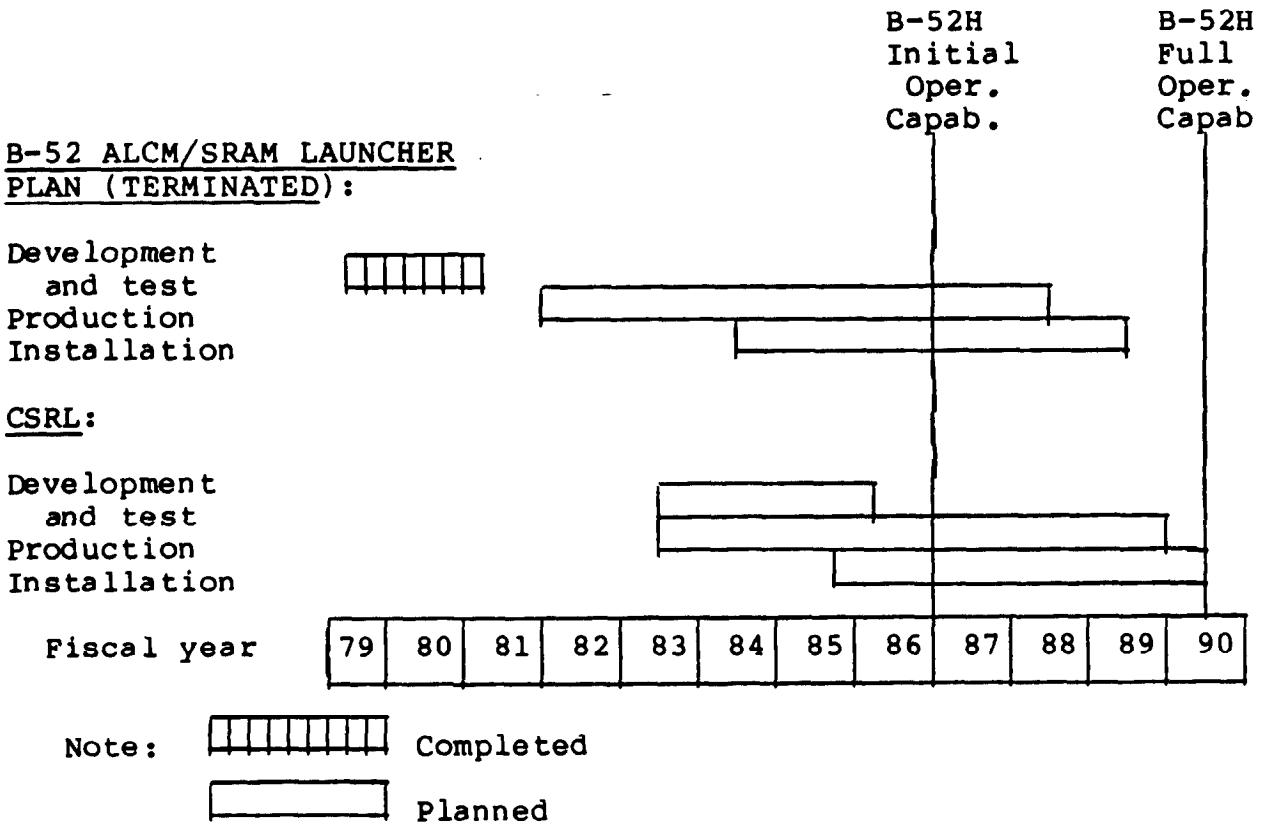 B-52H B-52H
Initial Full
Oper. Oper.
Capab. Capab
B-52 ALCM/SRAM LAUNCHER
PLAN (TERMINATED):
Development
and test
Production
Installation
CSRL:
Development
and test
Production
Installation
Fiscal year 79 80 81 82 83 84 85 86 87 88 89 90
Note: Completed
Planned